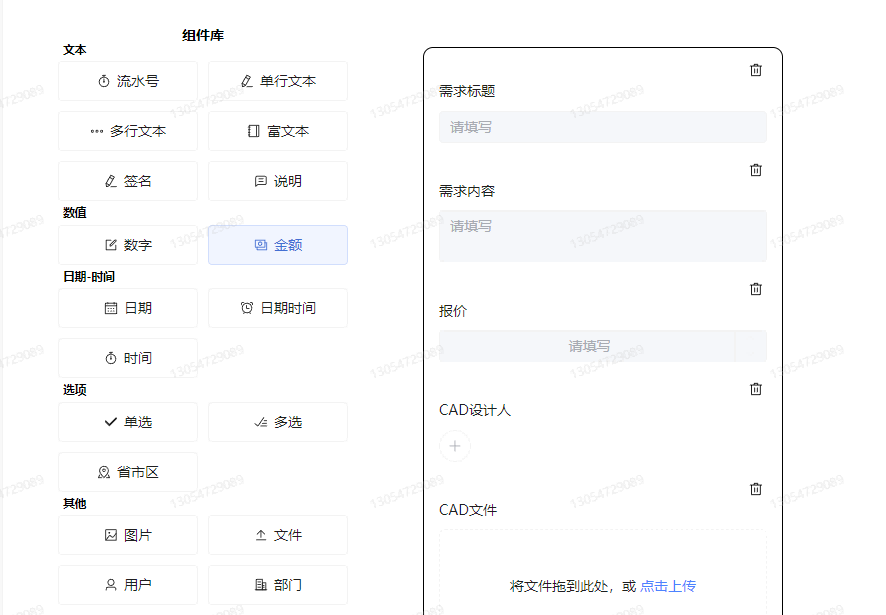 组件库
文本
流水号
单行文本
多行文本
富文本
签名
说明
数值
数字
金额
日期-时间
日期
日期时间
时间
选项
单选
多选
省市区
其他
图片
文件
用户
部门
需求标题
请填写
需求内容
请填写
报价
请填写
CAD设计人
CAD文件
将文件拖到此处，或 点击上传
13054729089